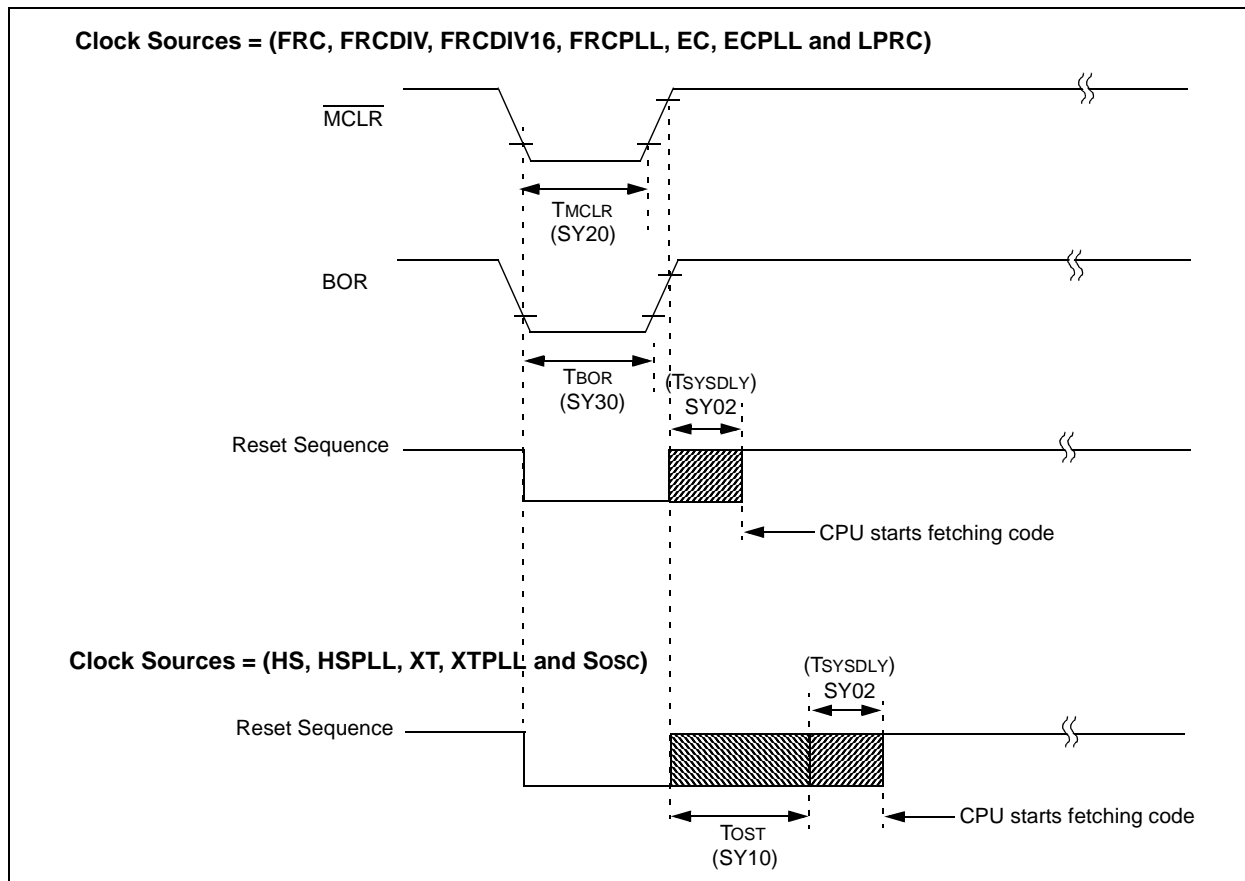 Clock Sources = (FRC, FRCDIV, FRCDIV16, FRCPLL, EC, ECPLL and LPRC)
MCLR
TMCLR
(SY20)
BOR
TBOR
(SY30)
(TSYSDLY)
SY02
Reset Sequence
CPU starts fetching code
Clock Sources = (HS, HSPLL, XT, XTPLL and SOSC)
(TSYSDLY)
SY02
Reset Sequence
CPU starts fetching code
TOST
(SY10)